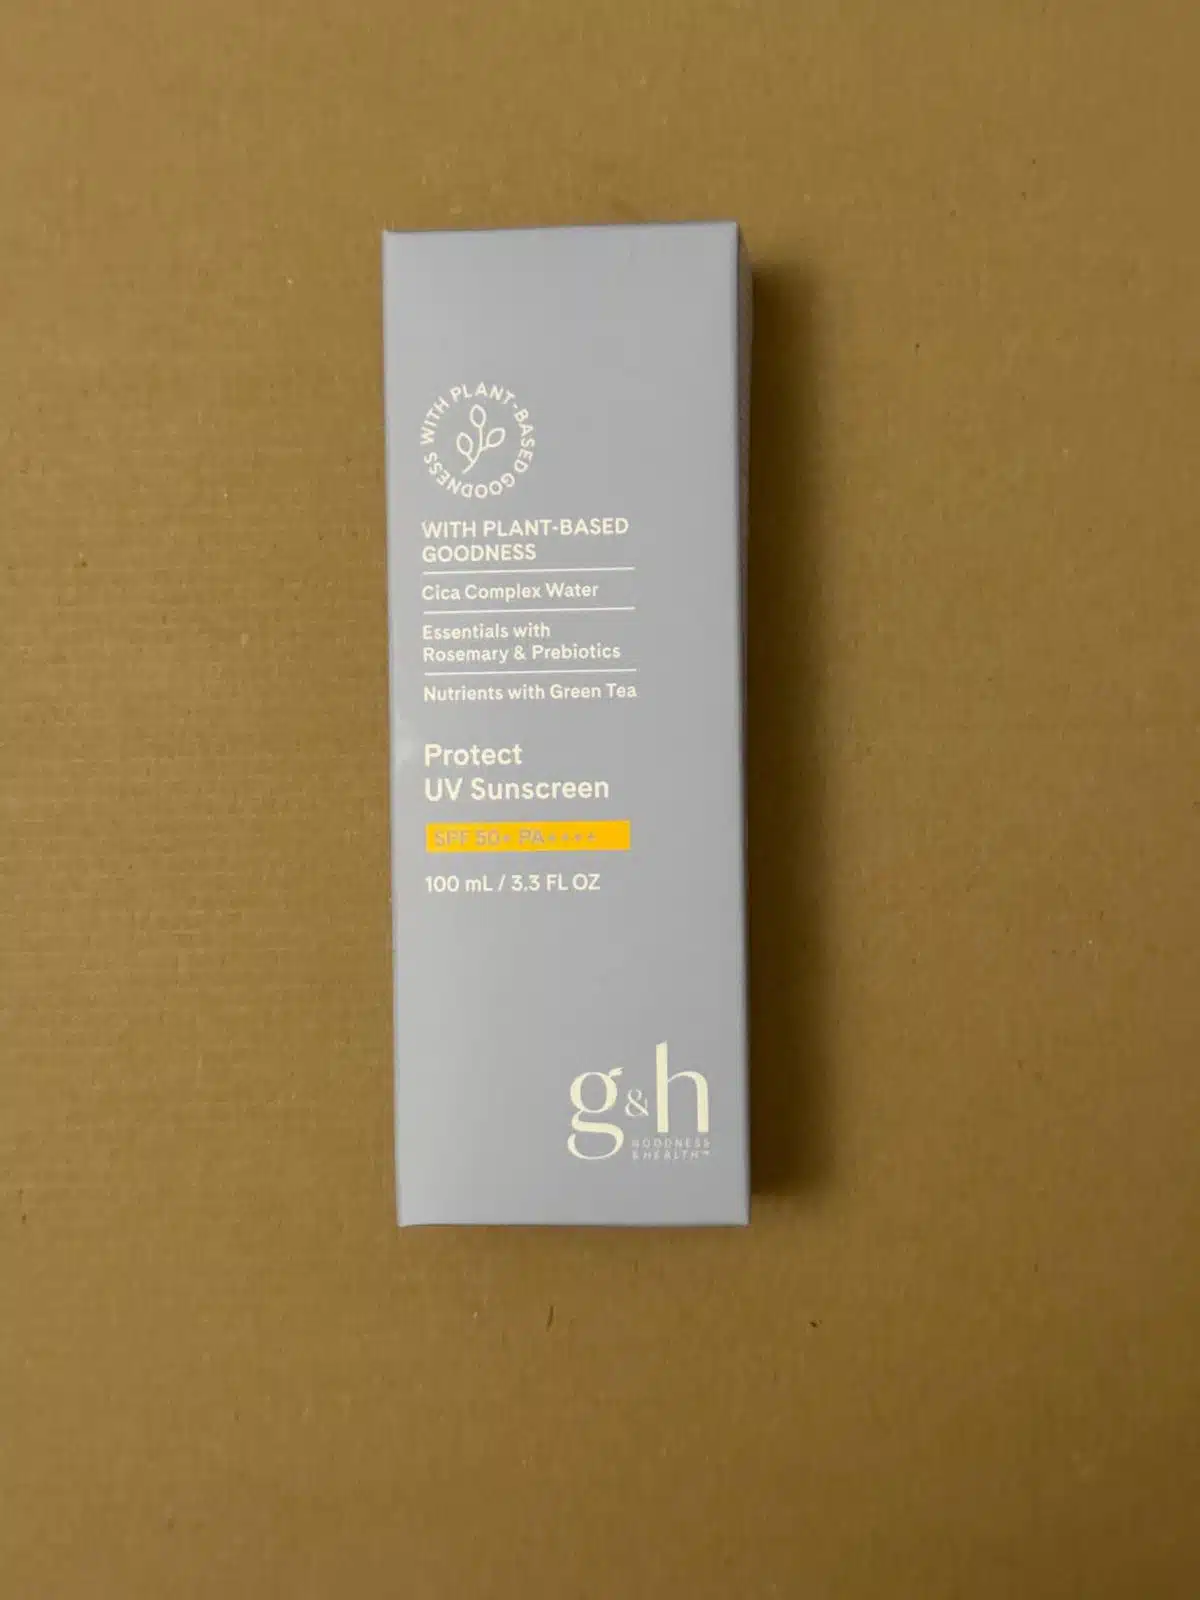 WITH PLANT-BASED GOODNESS
WITH PLANT-BASED
GOODNESS
Cica Complex Water
Essentials with
Rosemary & Prebiotics
Nutrients with Green Tea
Protect
UV Sunscreen
SPF 50+ PA++++
100 mL / 3.3 FL OZ
g&h
GOODNESS
& HEALTH™